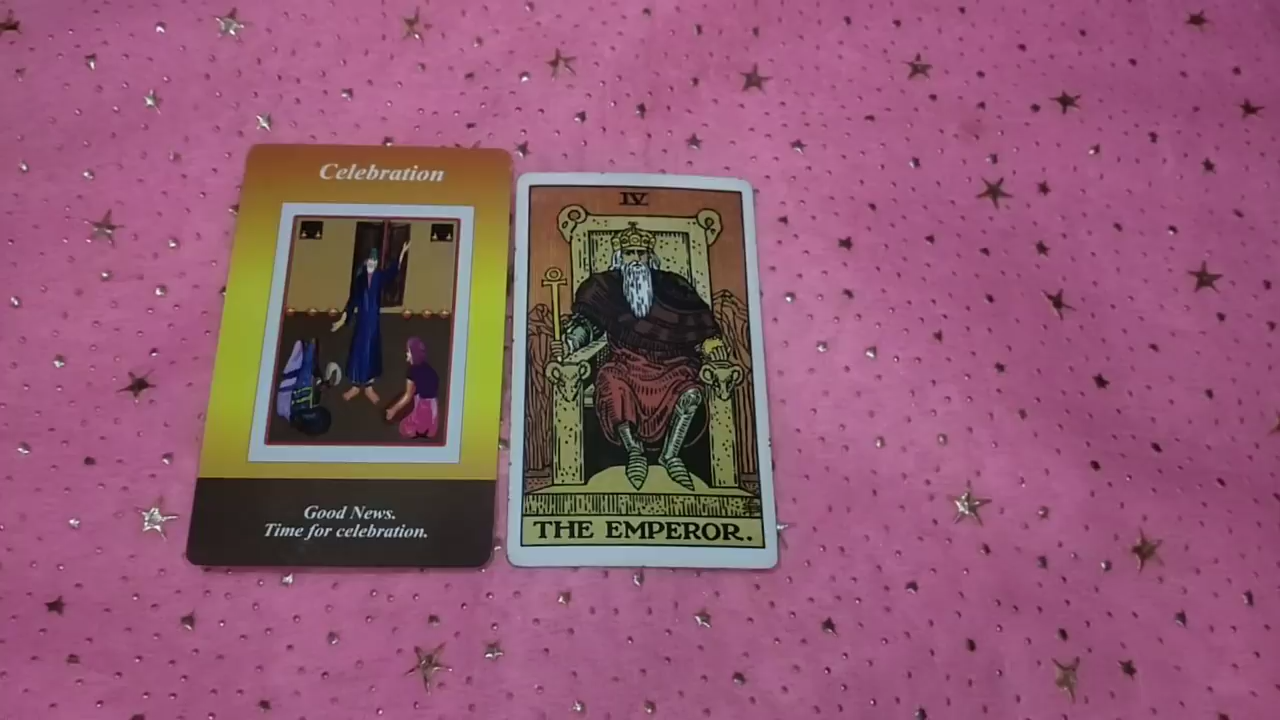 Celebration
Good News.
Time for celebration.
IV.
THE EMPEROR.